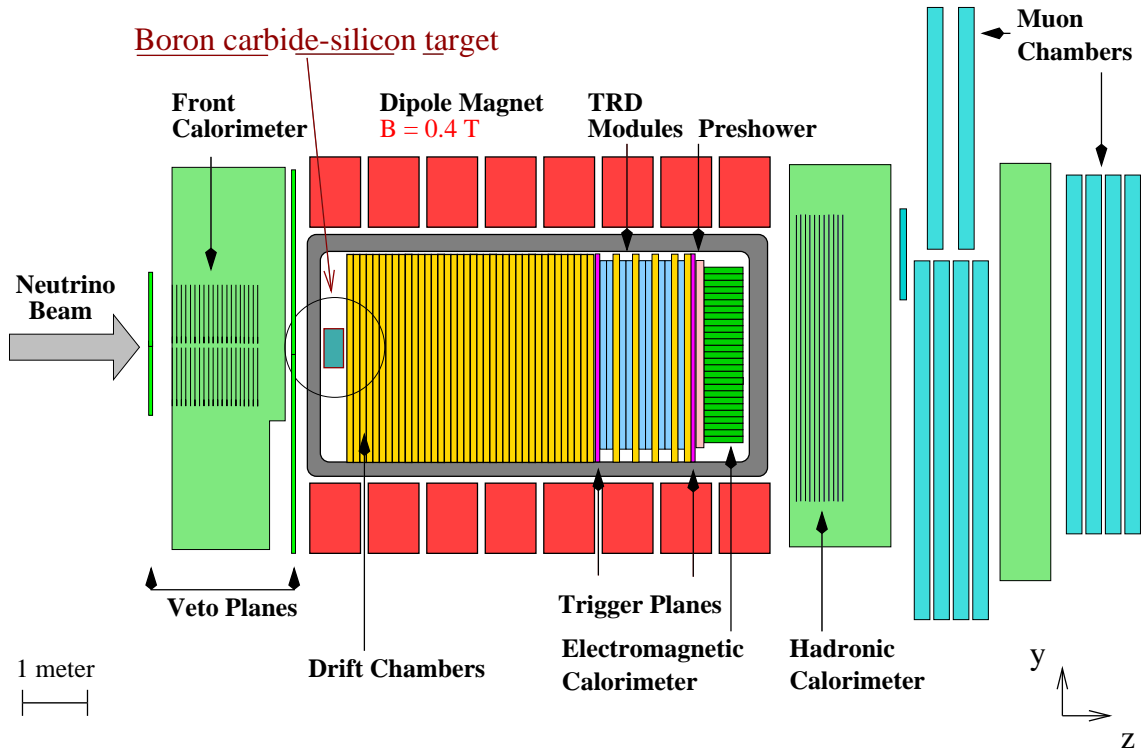 Boron carbide-silicon target
Muon
Chambers
Front
Calorimeter
Dipole Magnet
B = 0.4 T
TRD
Modules
Preshower
Neutrino
Beam
Veto Planes
Trigger Planes
Drift Chambers
Electromagnetic
Calorimeter
Hadronic
Calorimeter
1 meter
y
z